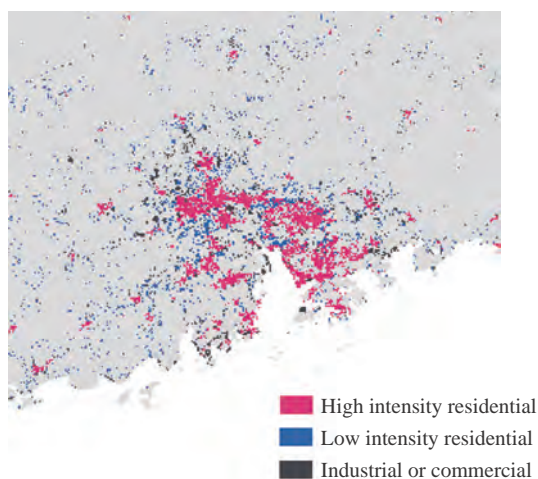 High intensity residential
Low intensity residential
Industrial or commercial